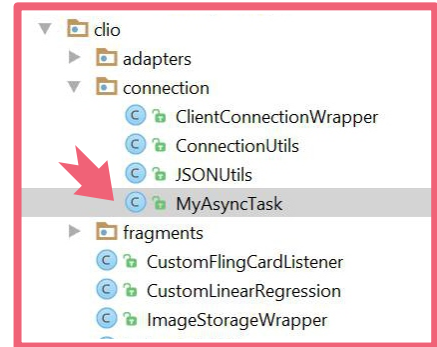 clio
adapters
connection
C ClientConnectionWrapper
C ConnectionUtils
C JSONUtils
C MyAsyncTask
fragments
C CustomFlingCardListener
C CustomLinearRegression
C ImageStorageWrapper